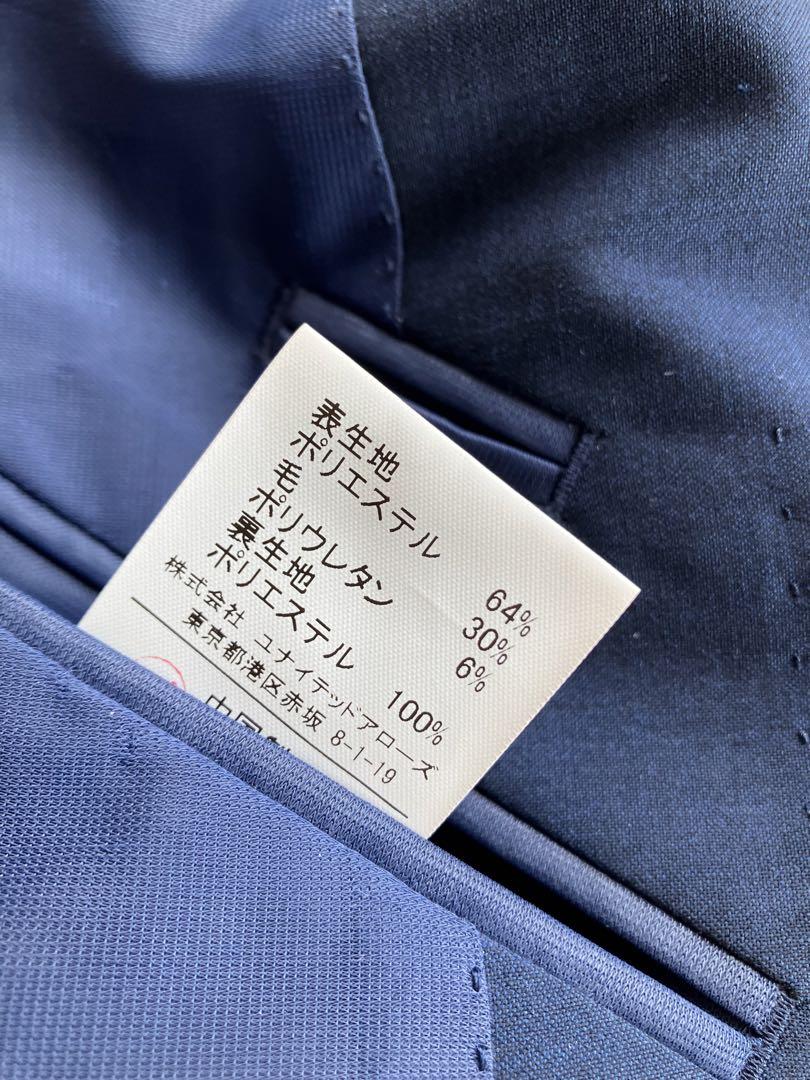 表生地
ポリエステル 64%
毛 30%
ポリウレタン 6%
裏生地
ポリエステル 100%
株式会社 ユナイテッドアローズ
東京都港区赤坂 8-1-19
中国